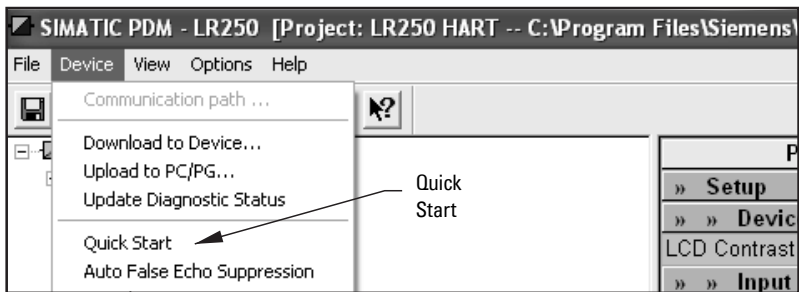 SIMATIC PDM - LR250 [Project: LR250 HART -- C:\Program Files\Siemens\
File Device View Options Help
Communication path ...
Download to Device...
Upload to PC/PG...
Update Diagnostic Status
Quick Start
Auto False Echo Suppression
Quick
Start
P
» Setup
» » Devic
LCD Contrast
» » Input